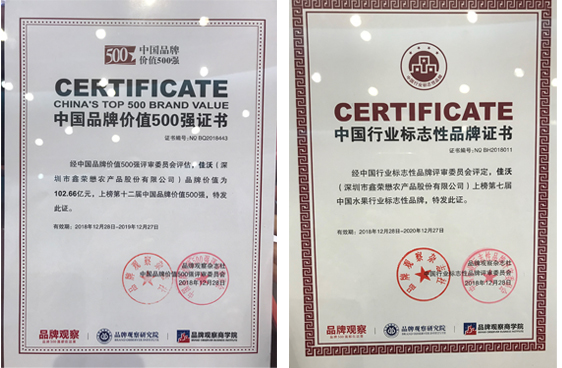 500
中国品牌
价值500强
CERTIFICATE
CHINA'S TOP 500 BRAND VALUE
中国品牌价值500强证书
证书编号:NO BQ2018443
经中国品牌价值500强评审委员会评估,佳沃(深
圳市鑫荣懋农产品股份有限公司)品牌价值为
102.66亿元,上榜第十二届中国品牌价值500强,特发
此证。
有效期:2018年12月28日-2019年12月27日
品牌观察杂志社
中国品牌价值500强评审委员会
2018年12月28日
品牌观察
品牌观察研究院
品牌观察商学院
CERTIFICATE
中国行业标志性品牌证书
证书编号:NO BH2018011
经中国行业标志性品牌评审委员会评定,佳沃
(深圳市鑫荣懋农产品股份有限公司)上榜第七届
中国水果行业标志性品牌,特发此证。
有效期:2018年12月28日-2020年12月27日
品牌观察杂志社
中国行业标志性品牌评审委员会
2018年12月28日
品牌观察
品牌观察研究院
品牌观察商学院